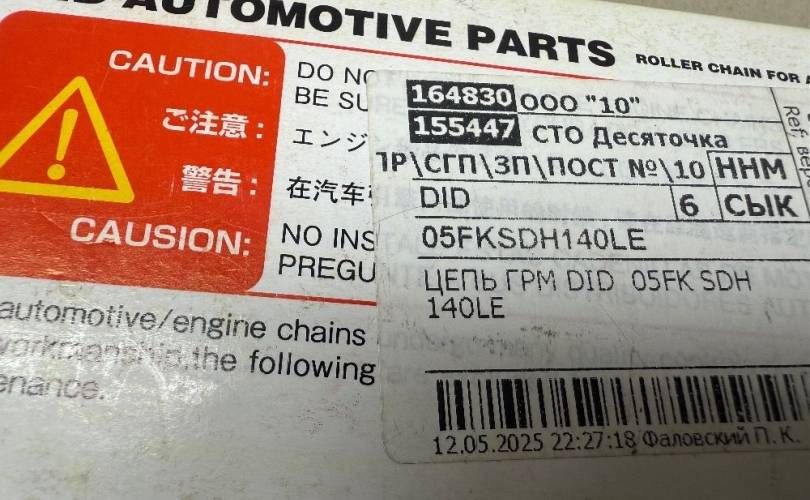 AUTOMOTIVE PARTS ROLLER CHAIN FOR
CAUTION:
DO
BE
ご注意:
エンジ
警告:
在汽车
CAUSION:
NO INS
PREGU
automotive/engine chains
workmanship.the following
enance.
164830 ООО "10"
155447 СТО Десяточка
ПР\СГП\ЗП\ПОСТ №\10 ННМ
DID 6 СЫК
05FKSDH140LE
ЦЕПЬ ГРМ DID 05FK SDH
140LE
12.05.2025 22:27:18 Фаловский П. К.